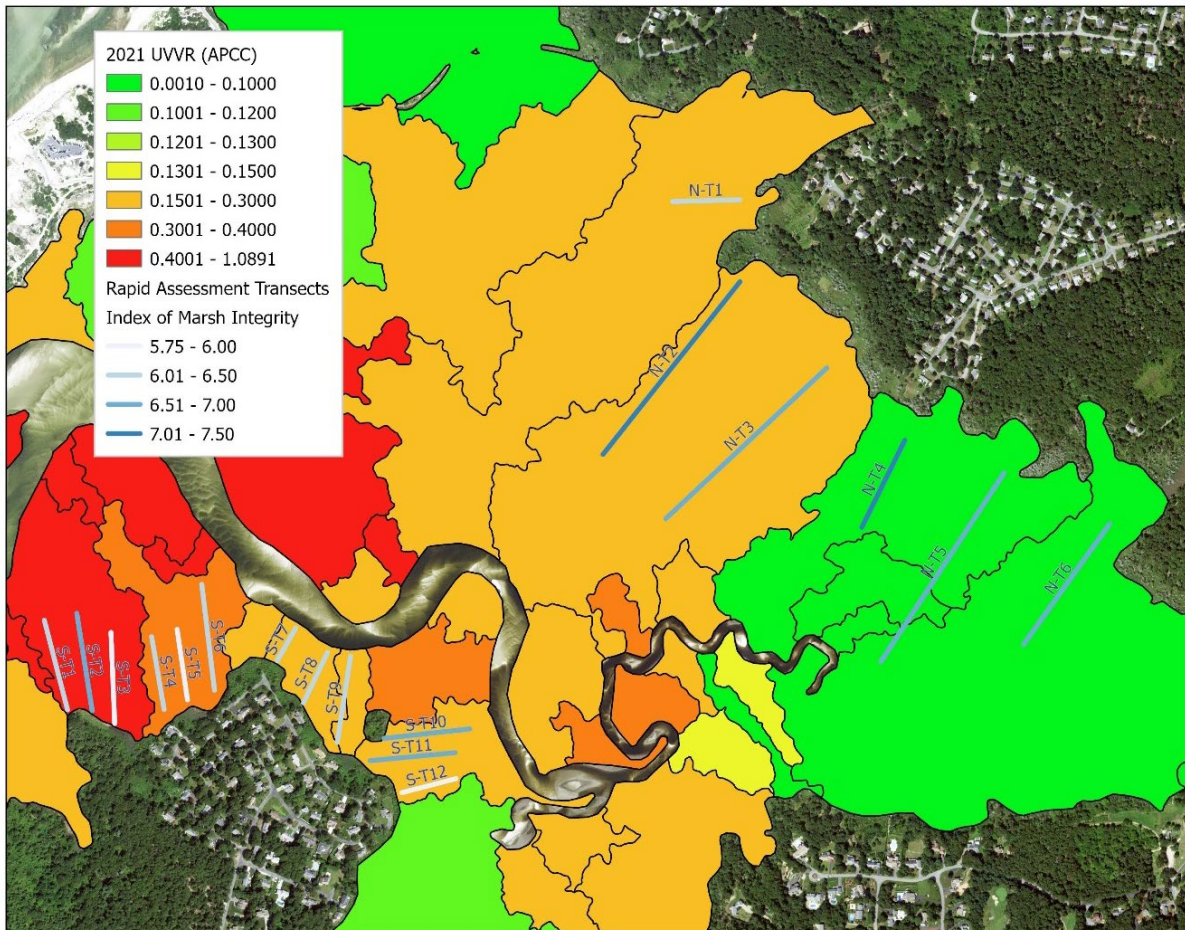 2021 UVVR (APCC)
0.0010 - 0.1000
0.1001 - 0.1200
0.1201 - 0.1300
0.1301 - 0.1500
0.1501 - 0.3000
0.3001 - 0.4000
0.4001 - 1.0891
Rapid Assessment Transects
Index of Marsh Integrity
5.75 - 6.00
6.01 - 6.50
6.51 - 7.00
7.01 - 7.50
N-T1
N-T2
N-T3
N-T4
N-T5
N-T6
S-T1
S-T2
S-T3
S-T4
S-T5
S-T6
S-T7
S-T8
S-T9
S-T10
S-T11
S-T12